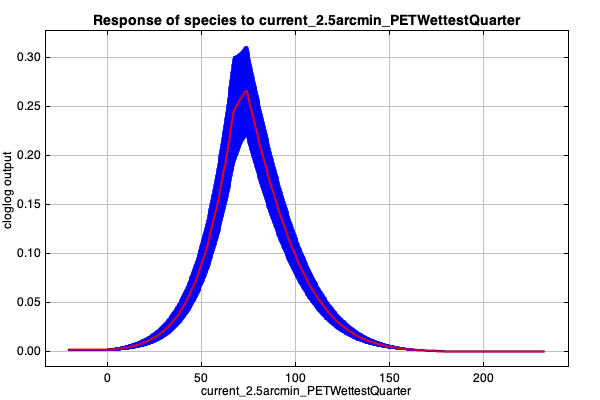 Response of species to current_2.5arcmin_PETWettestQuarter
0.30
0.25
0.20
0.15
0.10
0.05
0.00
cloglog output
0 50 100 150 200
current_2.5arcmin_PETWettestQuarter